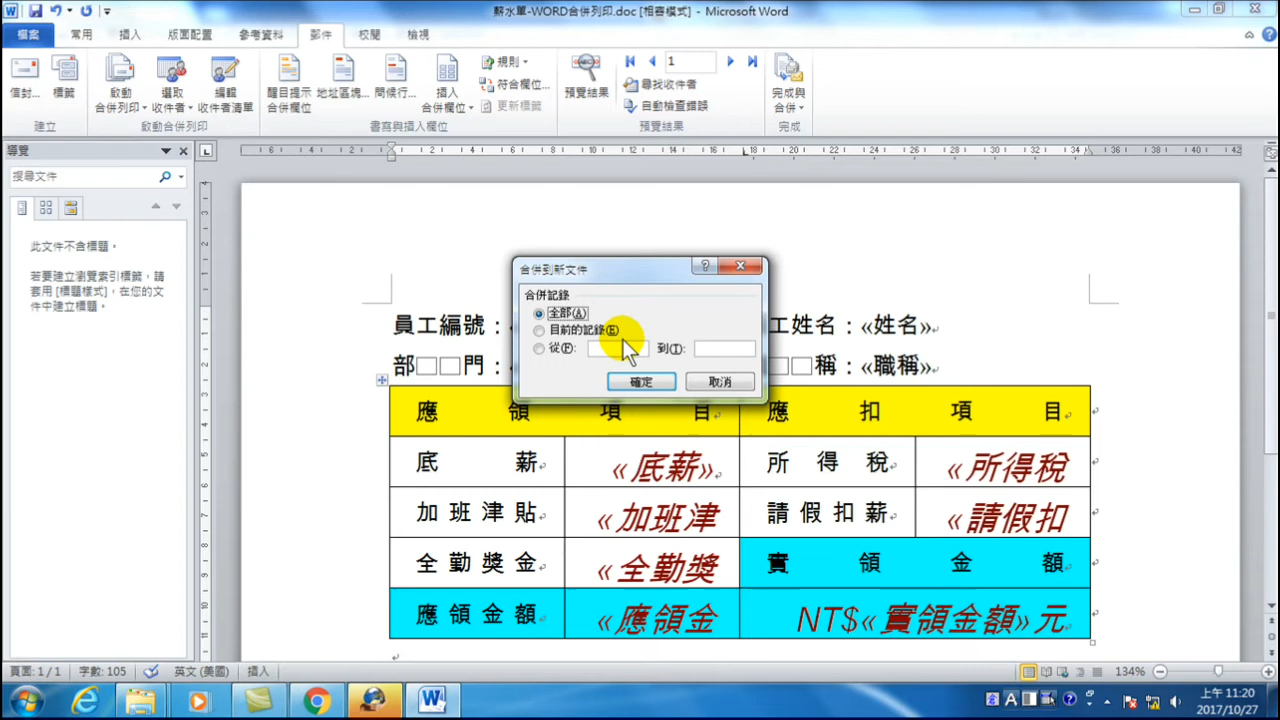 薪水單-WORD合併列印.doc [相容模式] - Microsoft Word
檔案 常用 插入 版面配置 參考資料 郵件 校閱 檢視
信封... 標籤 啟動 合併列印 選取 收件者 編輯 收件者清單 醒目提示 合併欄位 地址區塊... 問候行... 插入 合併欄位 規則 符合欄位... 更新標籤 預覽結果 1 尋找收件者 自動檢查錯誤 完成與 合併
建立 啟動合併列印 書寫與插入欄位 預覽結果 完成
導覽
搜尋文件
此文件不含標題。
若要建立瀏覽索引標籤，請
套用 [標題樣式]，在您的文
件中建立標題。
合併到新文件
合併記錄
全部(A)
目前的記錄(E)
從(F): 到(T):
確定 取消
員工編號：« 工姓名：«姓名»
部□□門：« □□稱：«職稱»
應領項目 應扣項目
底薪 «底薪» 所得稅 «所得稅
加班津貼 «加班津 請假扣薪 «請假扣
全勤獎金 «全勤獎 實領金額
應領金額 «應領金 NT$«實領金額»元
頁面: 1/1 字數: 105 英文 (美國) 插入 134%
上午 11:20
2017/10/27